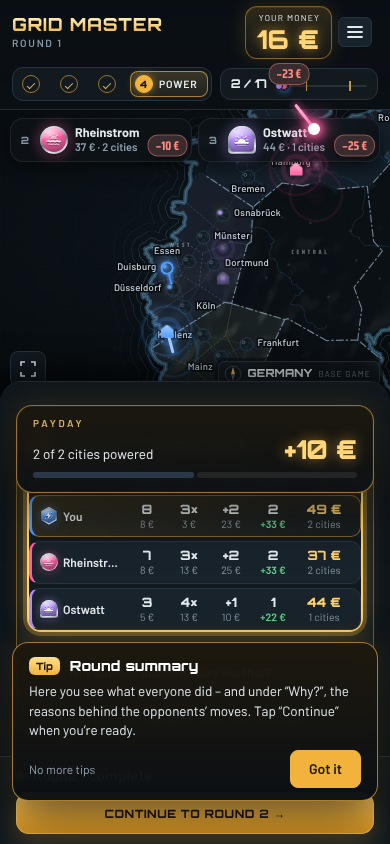 GRID MASTER
ROUND 1
YOUR MONEY
16 €
4 POWER
2 / 17
−23 €
2 Rheinstrom
37 € · 2 cities
−10 €
3 Ostwatt
44 € · 1 cities
−25 €
Ro
Hamburg
Bremen
Osnabrück
Münster
WEST
Essen
CENTRAL
Duisburg
Dortmund
Düsseldorf
Köln
Koblenz
Frankfurt
Mainz
GERMANY BASE GAME
PAYDAY
2 of 2 cities powered
+10 €
You 8 3x +2 2 49 €
8 € 3 € 23 € +33 € 2 cities
Rheinstr... 7 3x +2 2 37 €
8 € 13 € 25 € +33 € 2 cities
Ostwatt 3 4x +1 1 44 €
5 € 13 € 10 € +22 € 1 cities
Tip Round summary
Here you see what everyone did – and under “Why?”, the
reasons behind the opponents’ moves. Tap “Continue”
when you’re ready.
No more tips
Got it
CONTINUE TO ROUND 2 →